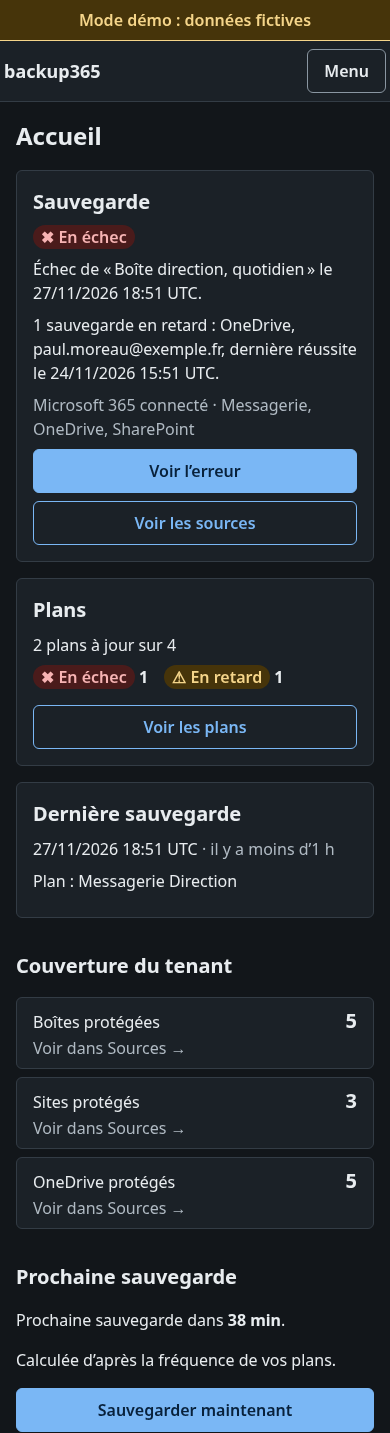 Mode démo : données fictives
backup365
Menu
Accueil
Sauvegarde
✖ En échec
Échec de « Boîte direction, quotidien » le
27/11/2026 18:51 UTC.
1 sauvegarde en retard : OneDrive,
paul.moreau@exemple.fr, dernière réussite
le 24/11/2026 15:51 UTC.
Microsoft 365 connecté · Messagerie,
OneDrive, SharePoint
Voir l’erreur
Voir les sources
Plans
2 plans à jour sur 4
✖ En échec 1 ⚠ En retard 1
Voir les plans
Dernière sauvegarde
27/11/2026 18:51 UTC · il y a moins d’1 h
Plan : Messagerie Direction
Couverture du tenant
Boîtes protégées 5
Voir dans Sources →
Sites protégés 3
Voir dans Sources →
OneDrive protégés 5
Voir dans Sources →
Prochaine sauvegarde
Prochaine sauvegarde dans 38 min.
Calculée d’après la fréquence de vos plans.
Sauvegarder maintenant